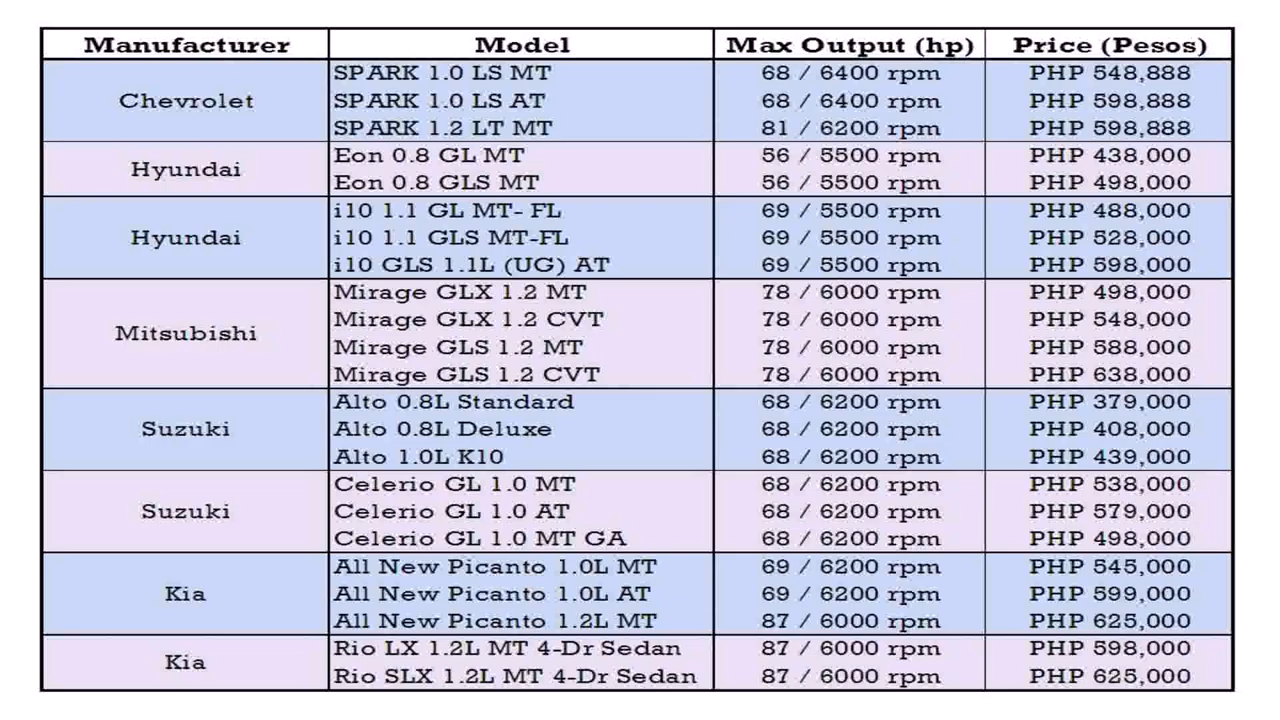 Manufacturer Model Max Output (hp) Price (Pesos)
Chevrolet
SPARK 1.0 LS MT 68 / 6400 rpm PHP 548,888
SPARK 1.0 LS AT 68 / 6400 rpm PHP 598,888
SPARK 1.2 LT MT 81 / 6200 rpm PHP 598,888
Hyundai
Eon 0.8 GL MT 56 / 5500 rpm PHP 438,000
Eon 0.8 GLS MT 56 / 5500 rpm PHP 498,000
Hyundai
i10 1.1 GL MT- FL 69 / 5500 rpm PHP 488,000
i10 1.1 GLS MT-FL 69 / 5500 rpm PHP 528,000
i10 GLS 1.1L (UG) AT 69 / 5500 rpm PHP 598,000
Mitsubishi
Mirage GLX 1.2 MT 78 / 6000 rpm PHP 498,000
Mirage GLX 1.2 CVT 78 / 6000 rpm PHP 548,000
Mirage GLS 1.2 MT 78 / 6000 rpm PHP 588,000
Mirage GLS 1.2 CVT 78 / 6000 rpm PHP 638,000
Suzuki
Alto 0.8L Standard 68 / 6200 rpm PHP 379,000
Alto 0.8L Deluxe 68 / 6200 rpm PHP 408,000
Alto 1.0L K10 68 / 6200 rpm PHP 439,000
Suzuki
Celerio GL 1.0 MT 68 / 6200 rpm PHP 538,000
Celerio GL 1.0 AT 68 / 6200 rpm PHP 579,000
Celerio GL 1.0 MT GA 68 / 6200 rpm PHP 498,000
Kia
All New Picanto 1.0L MT 69 / 6200 rpm PHP 545,000
All New Picanto 1.0L AT 69 / 6200 rpm PHP 599,000
All New Picanto 1.2L MT 87 / 6000 rpm PHP 625,000
Kia
Rio LX 1.2L MT 4-Dr Sedan 87 / 6000 rpm PHP 598,000
Rio SLX 1.2L MT 4-Dr Sedan 87 / 6000 rpm PHP 625,000